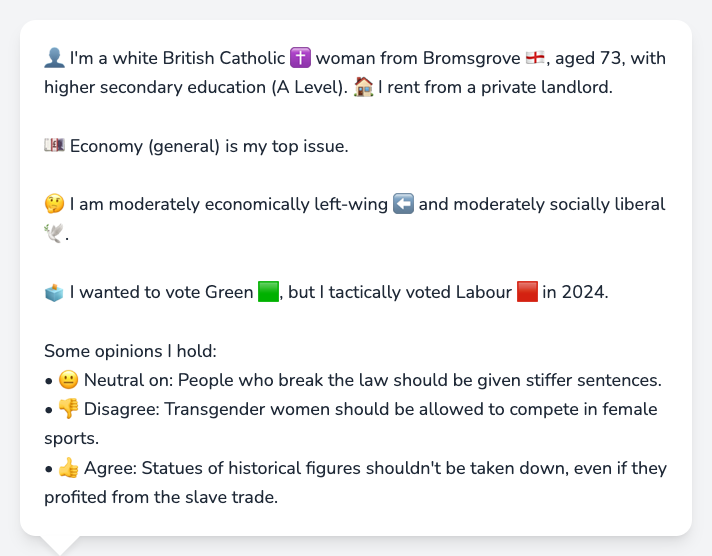 👤 I'm a white British Catholic ✝️ woman from Bromsgrove 🏴󠁧󠁢󠁥󠁮󠁧󠁿, aged 73, with
higher secondary education (A Level). 🏠 I rent from a private landlord.
💷 Economy (general) is my top issue.
🤔 I am moderately economically left-wing ⬅️ and moderately socially liberal
🕊️.
🗳️ I wanted to vote Green 🟩, but I tactically voted Labour 🟥 in 2024.
Some opinions I hold:
• 😐 Neutral on: People who break the law should be given stiffer sentences.
• 👎 Disagree: Transgender women should be allowed to compete in female
sports.
• 👍 Agree: Statues of historical figures shouldn't be taken down, even if they
profited from the slave trade.